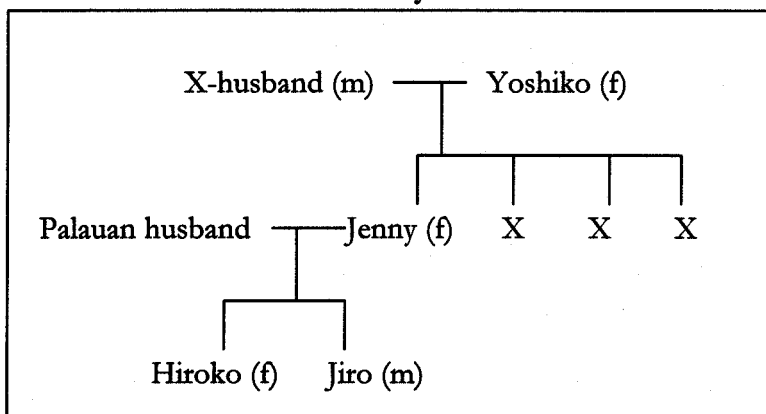 X-husband (m) Yoshiko (f)
Palauan husband Jenny (f) X X X
Hiroko (f) Jiro (m)